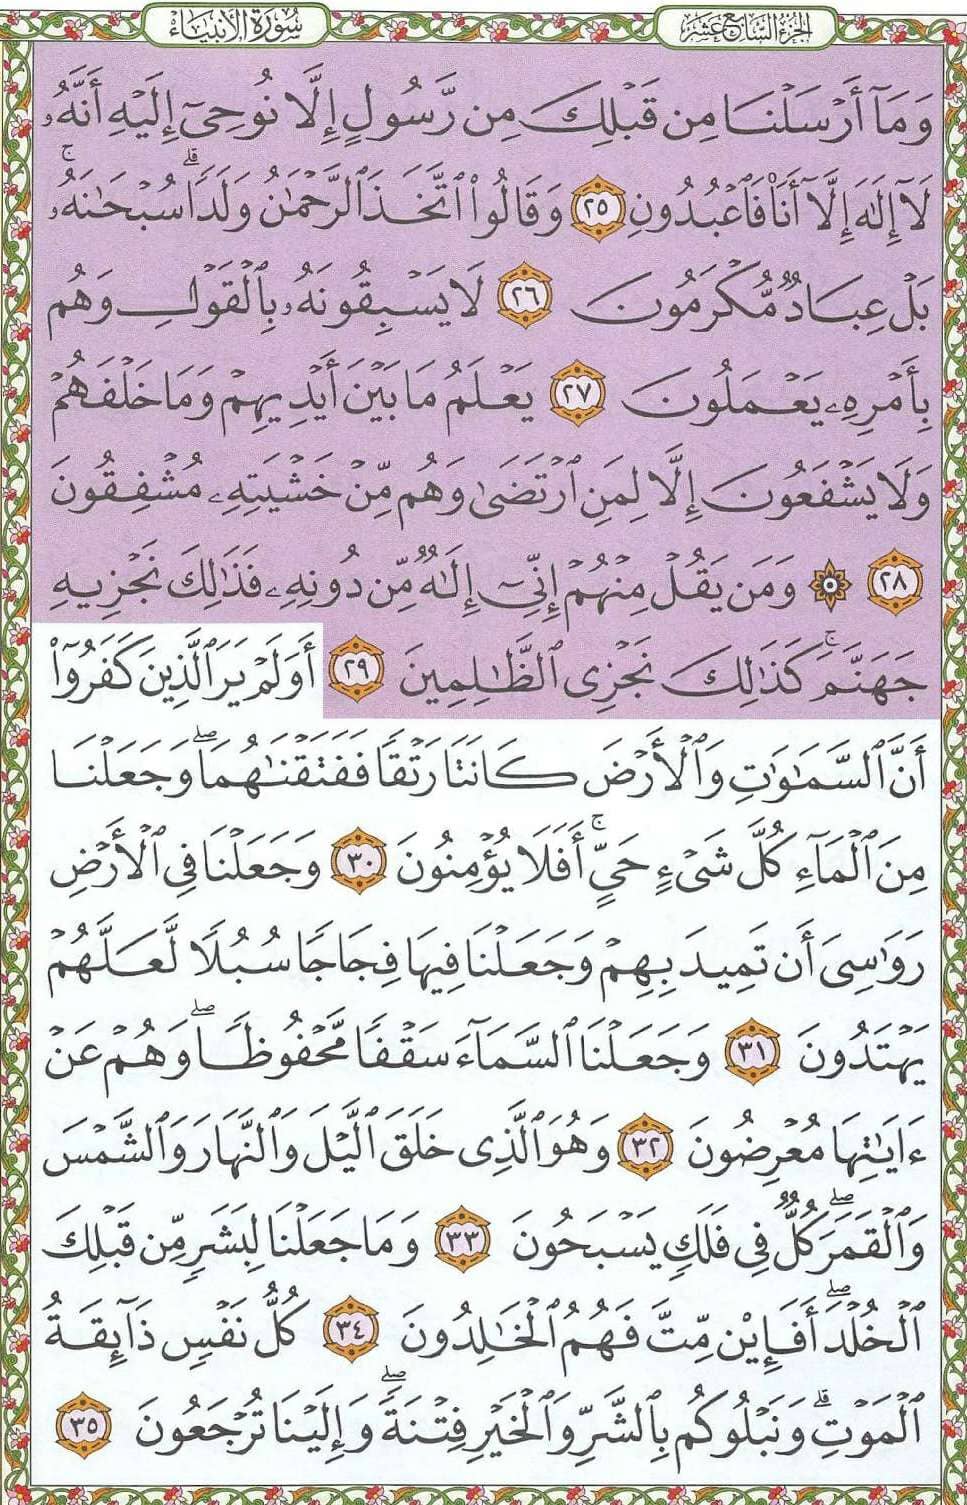 الجزء السابع عشر
سورة الأنبياء
وَمَآ أَرْسَلْنَا مِن قَبْلِكَ مِن رَّسُولٍ إِلَّا نُوحِىٓ إِلَيْهِ أَنَّهُۥ
لَآ إِلَٰهَ إِلَّآ أَنَا۠ فَٱعْبُدُونِ ٢٥ وَقَالُوا۟ ٱتَّخَذَ ٱلرَّحْمَٰنُ وَلَدًا ۗ سُبْحَٰنَهُۥ ۚ
بَلْ عِبَادٌ مُّكْرَمُونَ ٢٦ لَا يَسْبِقُونَهُۥ بِٱلْقَوْلِ وَهُم
بِأَمْرِهِۦ يَعْمَلُونَ ٢٧ يَعْلَمُ مَا بَيْنَ أَيْدِيهِمْ وَمَا خَلْفَهُمْ
وَلَا يَشْفَعُونَ إِلَّا لِمَنِ ٱرْتَضَىٰ وَهُم مِّنْ خَشْيَتِهِۦ مُشْفِقُونَ
٢٨ ۞ وَمَن يَقُلْ مِنْهُمْ إِنِّىٓ إِلَٰهٌ مِّن دُونِهِۦ فَذَٰلِكَ نَجْزِيهِ
جَهَنَّمَ ۚ كَذَٰلِكَ نَجْزِى ٱلظَّٰلِمِينَ ٢٩ أَوَلَمْ يَرَ ٱلَّذِينَ كَفَرُوٓا۟
أَنَّ ٱلسَّمَٰوَٰتِ وَٱلْأَرْضَ كَانَتَا رَتْقًا فَفَتَقْنَٰهُمَا ۖ وَجَعَلْنَا
مِنَ ٱلْمَآءِ كُلَّ شَىْءٍ حَىٍّ ۚ أَفَلَا يُؤْمِنُونَ ٣٠ وَجَعَلْنَا فِى ٱلْأَرْضِ
رَوَٰسِىَ أَن تَمِيدَ بِهِمْ وَجَعَلْنَا فِيهَا فِجَاجًا سُبُلًا لَّعَلَّهُمْ
يَهْتَدُونَ ٣١ وَجَعَلْنَا ٱلسَّمَآءَ سَقْفًا مَّحْفُوظًا ۖ وَهُمْ عَنْ
ءَايَٰتِهَا مُعْرِضُونَ ٣٢ وَهُوَ ٱلَّذِى خَلَقَ ٱلَّيْلَ وَٱلنَّهَارَ وَٱلشَّمْسَ
وَٱلْقَمَرَ ۖ كُلٌّ فِى فَلَكٍ يَسْبَحُونَ ٣٣ وَمَا جَعَلْنَا لِبَشَرٍ مِّن قَبْلِكَ
ٱلْخُلْدَ ۖ أَفَإِي۟ن مِّتَّ فَهُمُ ٱلْخَٰلِدُونَ ٣٤ كُلُّ نَفْسٍ ذَآئِقَةُ
ٱلْمَوْتِ ۗ وَنَبْلُوكُم بِٱلشَّرِّ وَٱلْخَيْرِ فِتْنَةً ۖ وَإِلَيْنَا تُرْجَعُونَ ٣٥